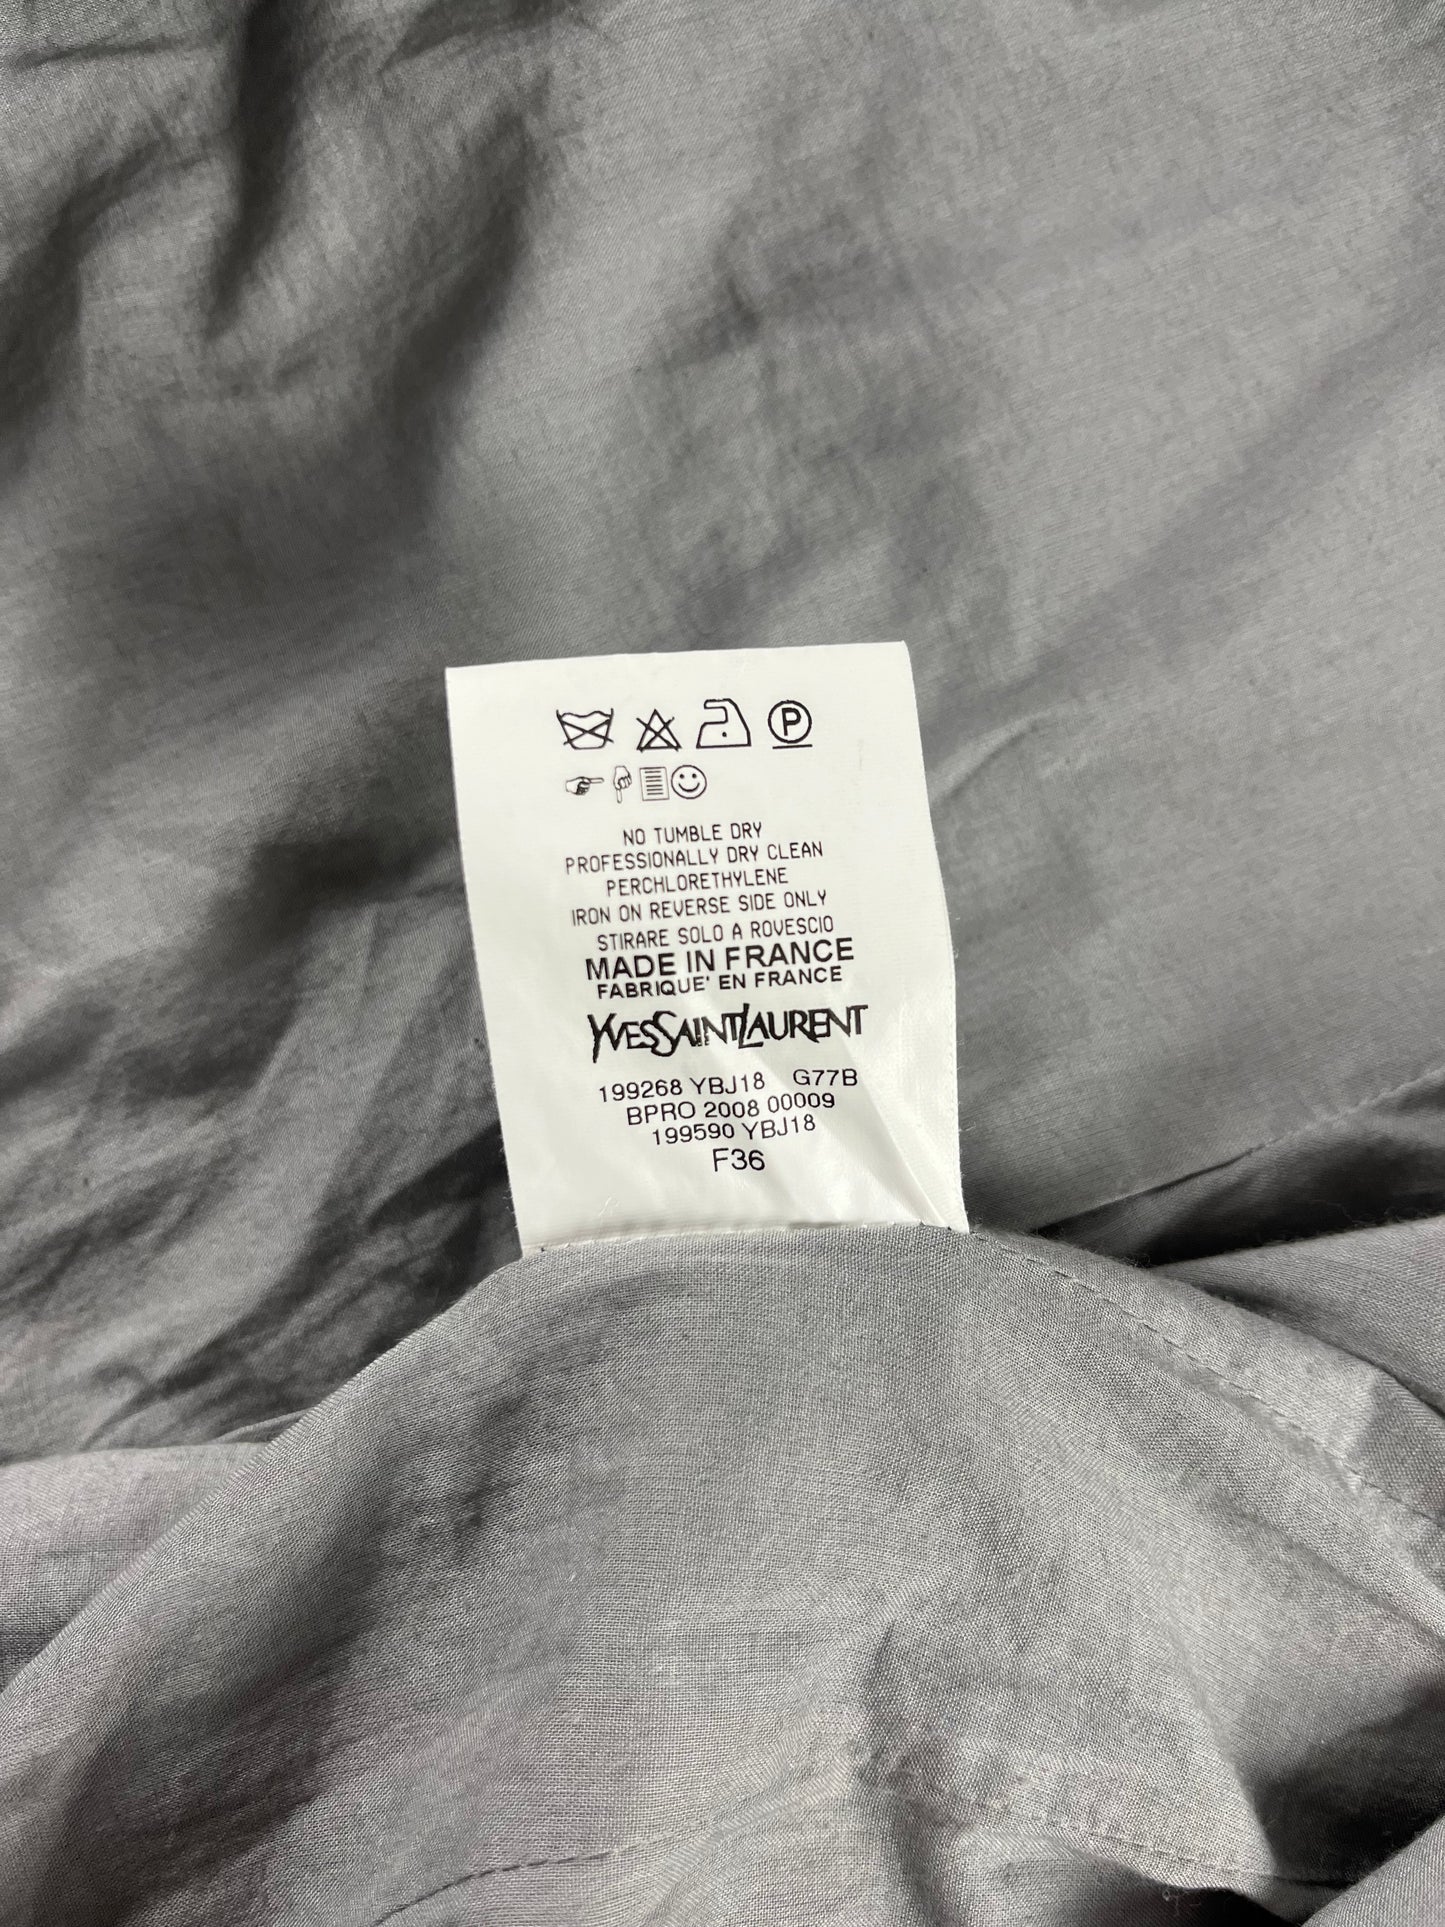 P
NO TUMBLE DRY
PROFESSIONALLY DRY CLEAN
PERCHLORETHYLENE
IRON ON REVERSE SIDE ONLY
STIRARE SOLO A ROVESCIO
MADE IN FRANCE
FABRIQUE' EN FRANCE
YVESSAINTLAURENT
199268 YBJ18 G77B
BPRO 2008 00009
199590 YBJ18
F36